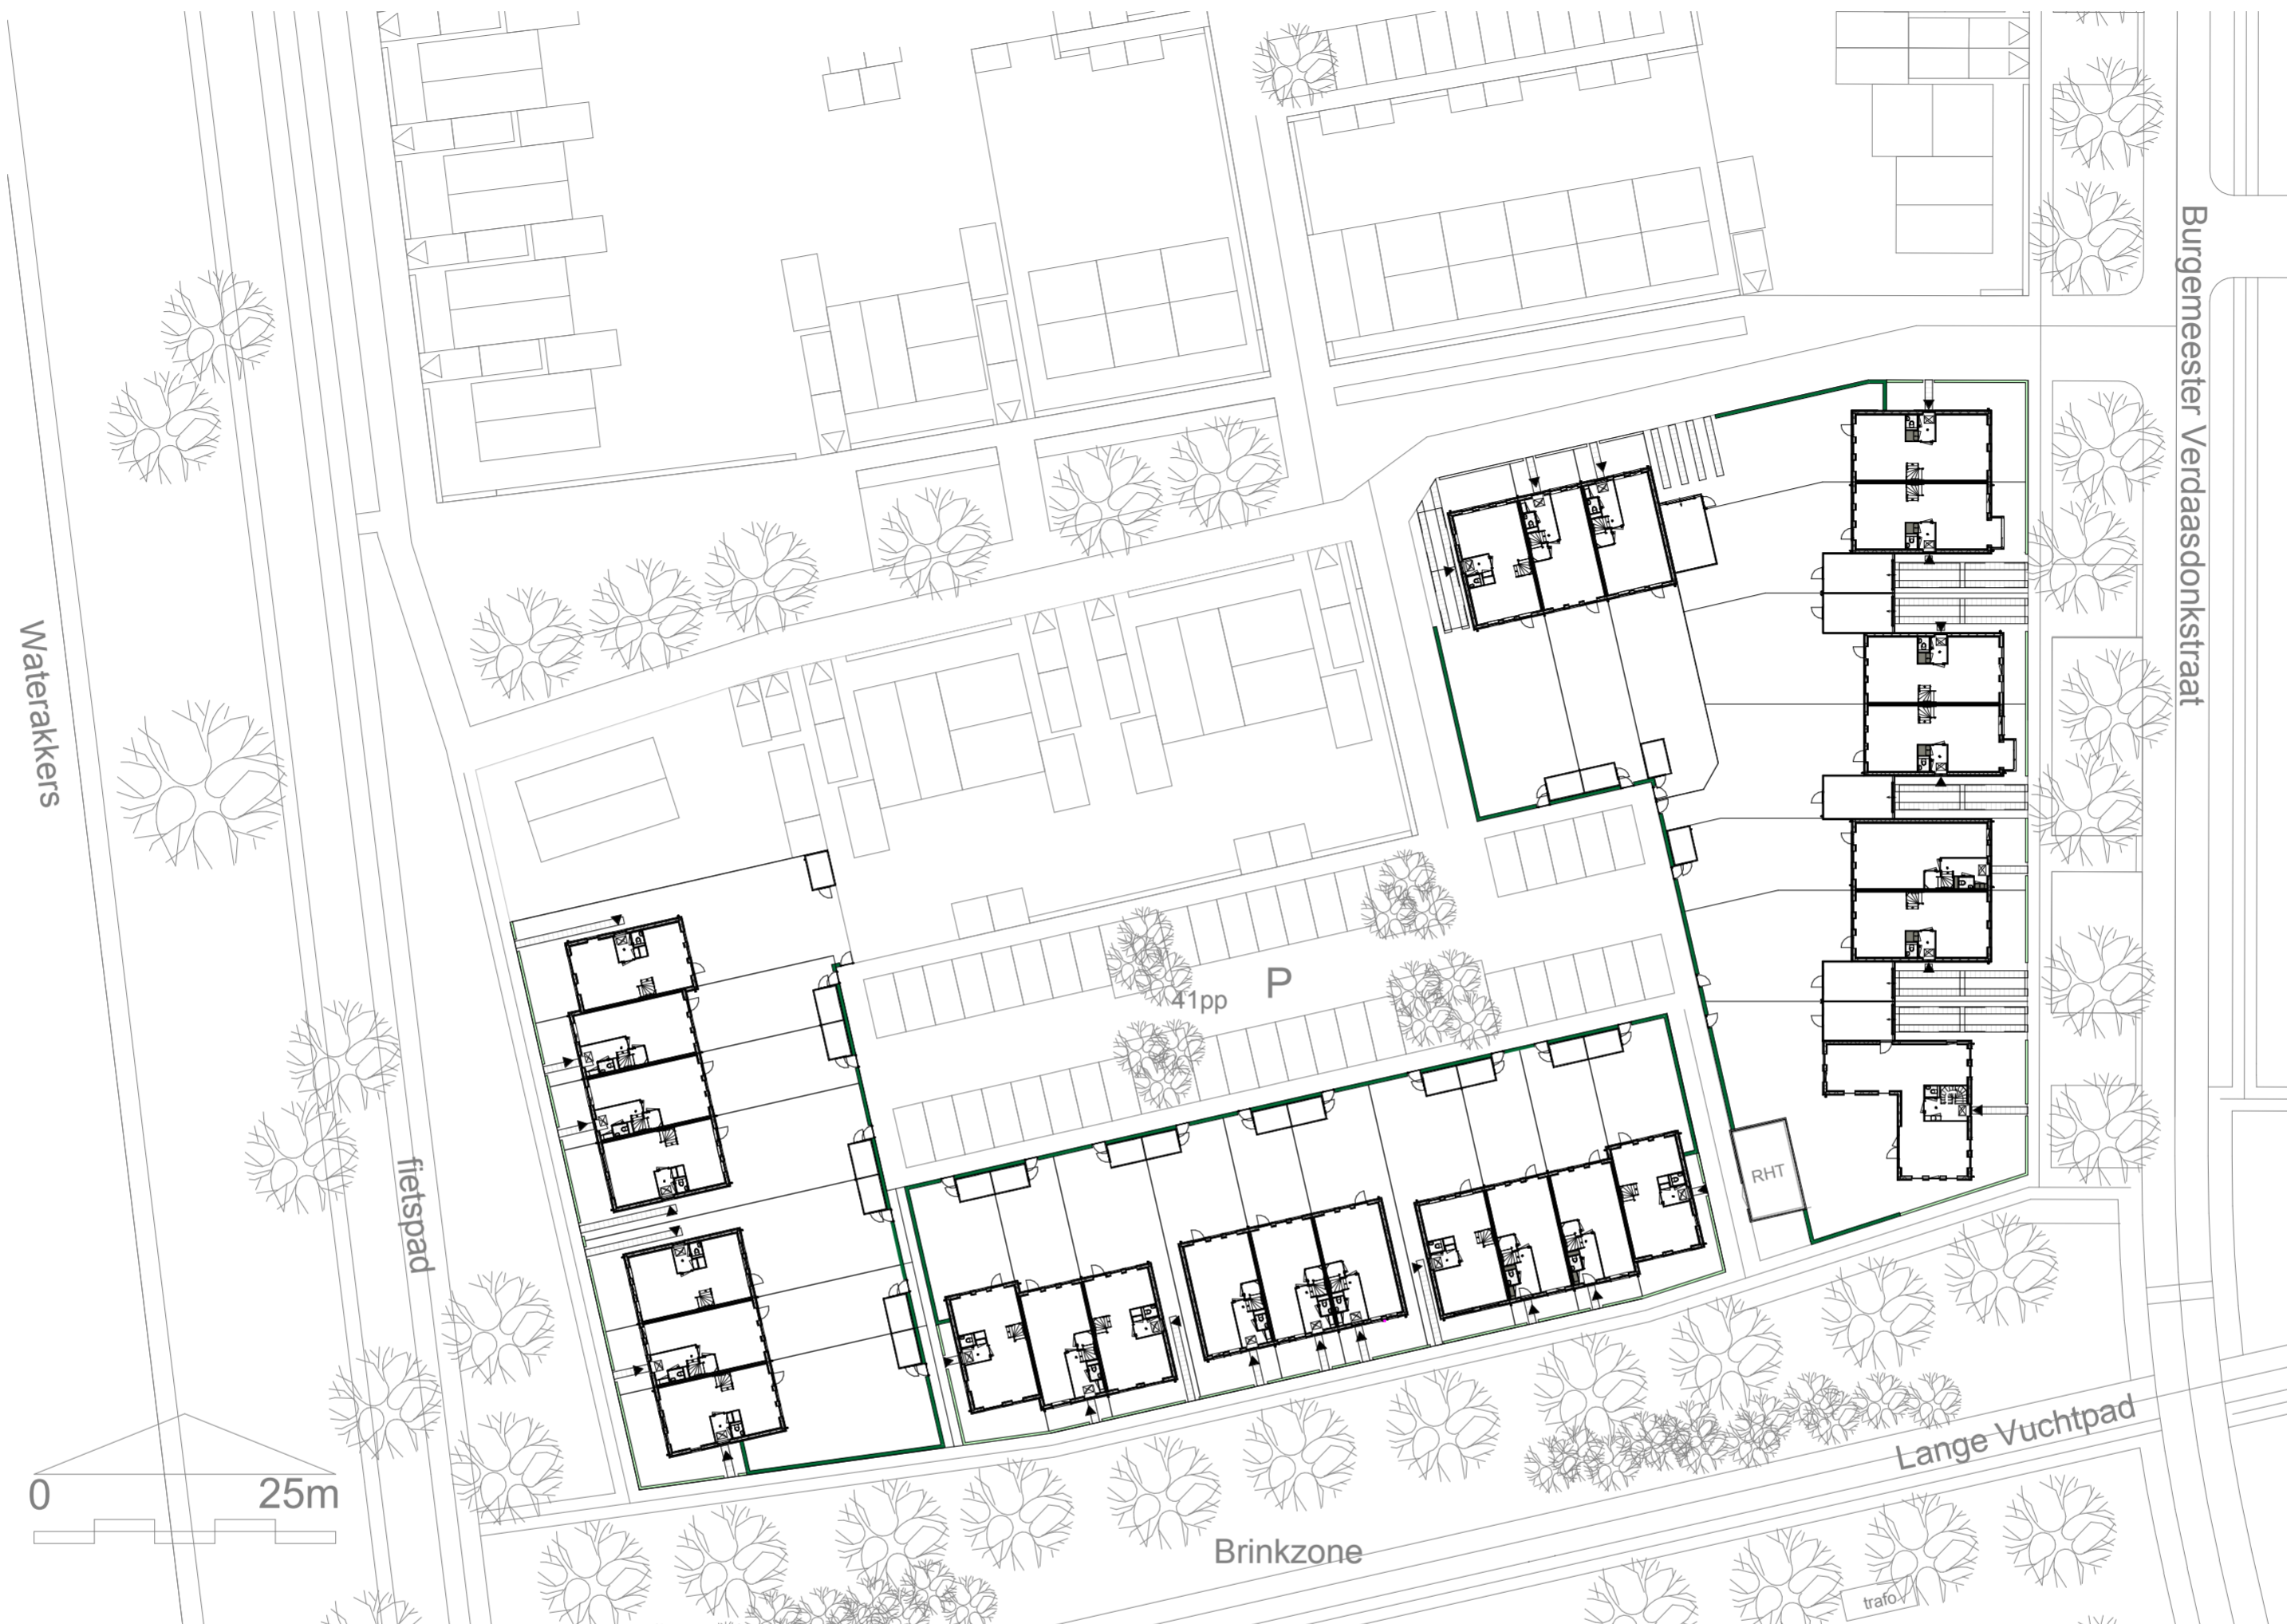 Burgemeester Verdaasdonkstraat
Waterakkers
P
41pp
RHT
fietspad
Lange Vuchtpad
0 25m
Brinkzone
trafo